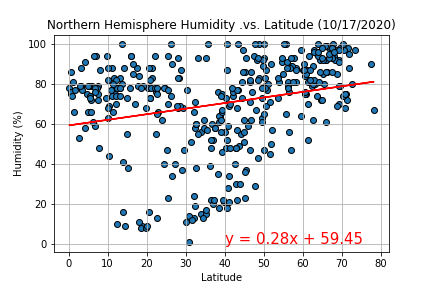 Northern Hemisphere Humidity .vs. Latitude (10/17/2020)
Humidity (%)
100
80
60
40
20
0
y = 0.28x + 59.45
0 10 20 30 40 50 60 70 80
Latitude